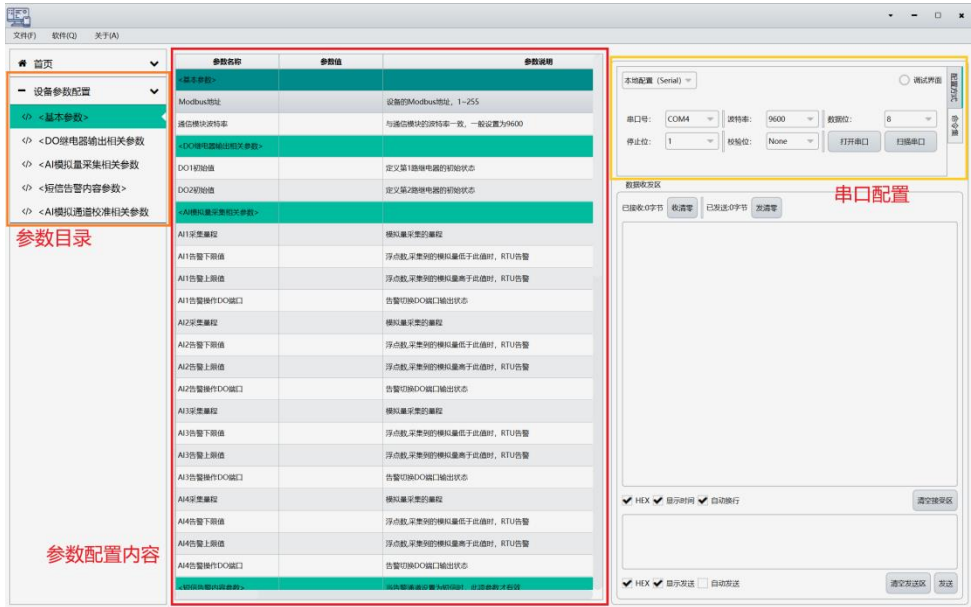 文件(F) 软件(Q) 关于(A)
首页
设备参数配置
</> <基本参数>
</> <DO继电器输出相关参数>
</> <AI模拟量采集相关参数>
</> <短信告警内容参数>
</> <AI模拟通道校准相关参数>
参数目录
参数配置内容
参数名称 参数值 参数说明
<基本参数>
Modbus地址 设备的Modbus地址，1~255
通信模块波特率 与通信模块的波特率一致，一般设置为9600
<DO继电器输出相关参数>
DO1初始值 定义第1路继电器的初始状态
DO2初始值 定义第2路继电器的初始状态
<AI模拟量采集相关参数>
AI1采集量程 模拟量采集的量程
AI1告警下限值 浮点数,采集到的模拟量低于此值时，RTU告警
AI1告警上限值 浮点数,采集到的模拟量高于此值时，RTU告警
AI1告警操作DO端口 告警切换DO端口输出状态
AI2采集量程 模拟量采集的量程
AI2告警下限值 浮点数,采集到的模拟量低于此值时，RTU告警
AI2告警上限值 浮点数,采集到的模拟量高于此值时，RTU告警
AI2告警操作DO端口 告警切换DO端口输出状态
AI3采集量程 模拟量采集的量程
AI3告警下限值 浮点数,采集到的模拟量低于此值时，RTU告警
AI3告警上限值 浮点数,采集到的模拟量高于此值时，RTU告警
AI3告警操作DO端口 告警切换DO端口输出状态
AI4采集量程 模拟量采集的量程
AI4告警下限值 浮点数,采集到的模拟量低于此值时，RTU告警
AI4告警上限值 浮点数,采集到的模拟量高于此值时，RTU告警
AI4告警操作DO端口 告警切换DO端口输出状态
<短信告警内容参数> 当告警通道设置为短信时，此项参数才有效
本地配置 (Serial) 调试界面
配置方式
命令集
串口号: COM4 波特率: 9600 数据位: 8
停止位: 1 校验位: None 打开串口 扫描串口
串口配置
数据收发区
已接收:0字节 收清零 已发送:0字节 发清零
HEX 显示时间 自动换行 清空接受区
HEX 显示发送 自动发送 清空发送区 发送